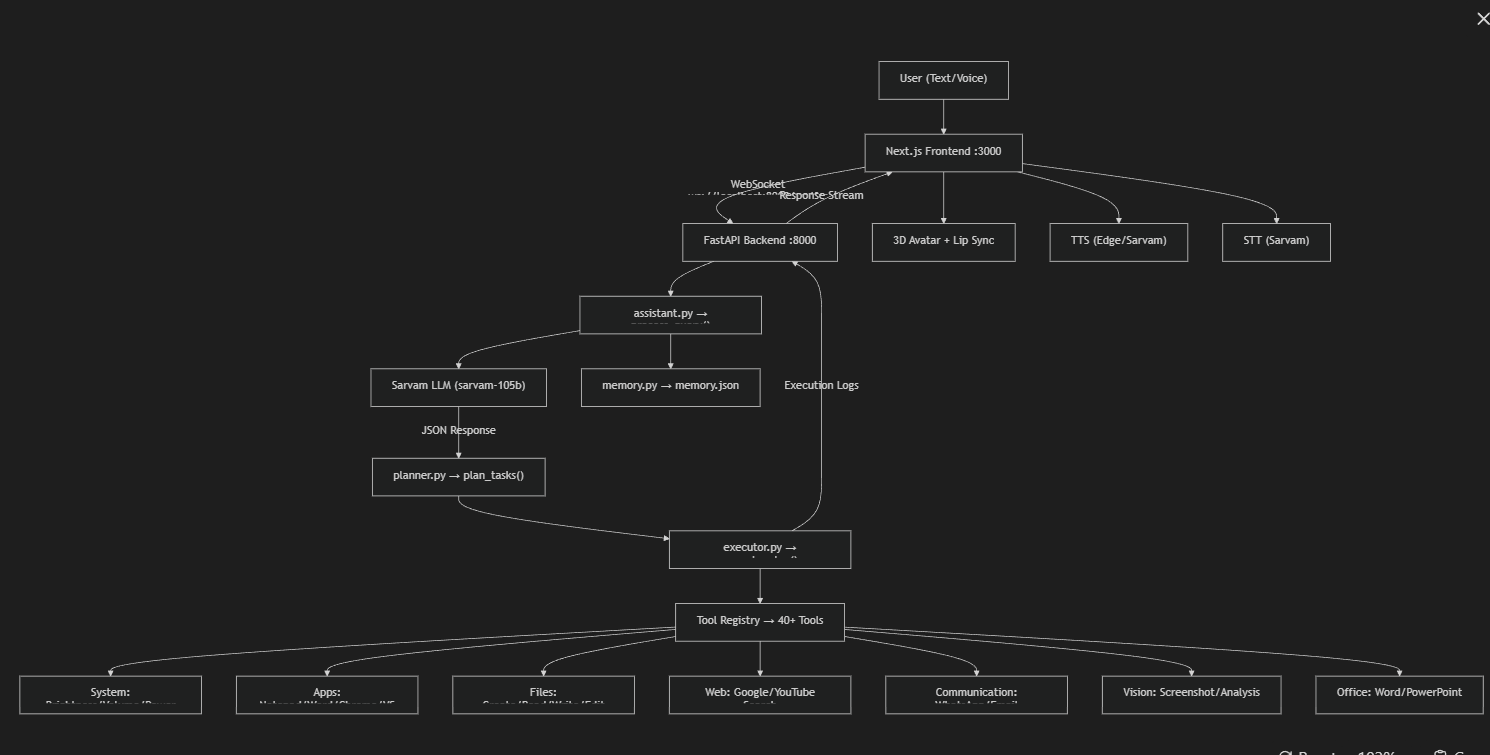 User (Text/Voice)
Next.js Frontend :3000
WebSocket
Response Stream
FastAPI Backend :8000
3D Avatar + Lip Sync
TTS (Edge/Sarvam)
STT (Sarvam)
assistant.py →
Sarvam LLM (sarvam-105b)
memory.py → memory.json
Execution Logs
JSON Response
planner.py → plan_tasks()
executor.py →
Tool Registry → 40+ Tools
System:
Apps:
Files:
Web: Google/YouTube
Communication:
Vision: Screenshot/Analysis
Office: Word/PowerPoint